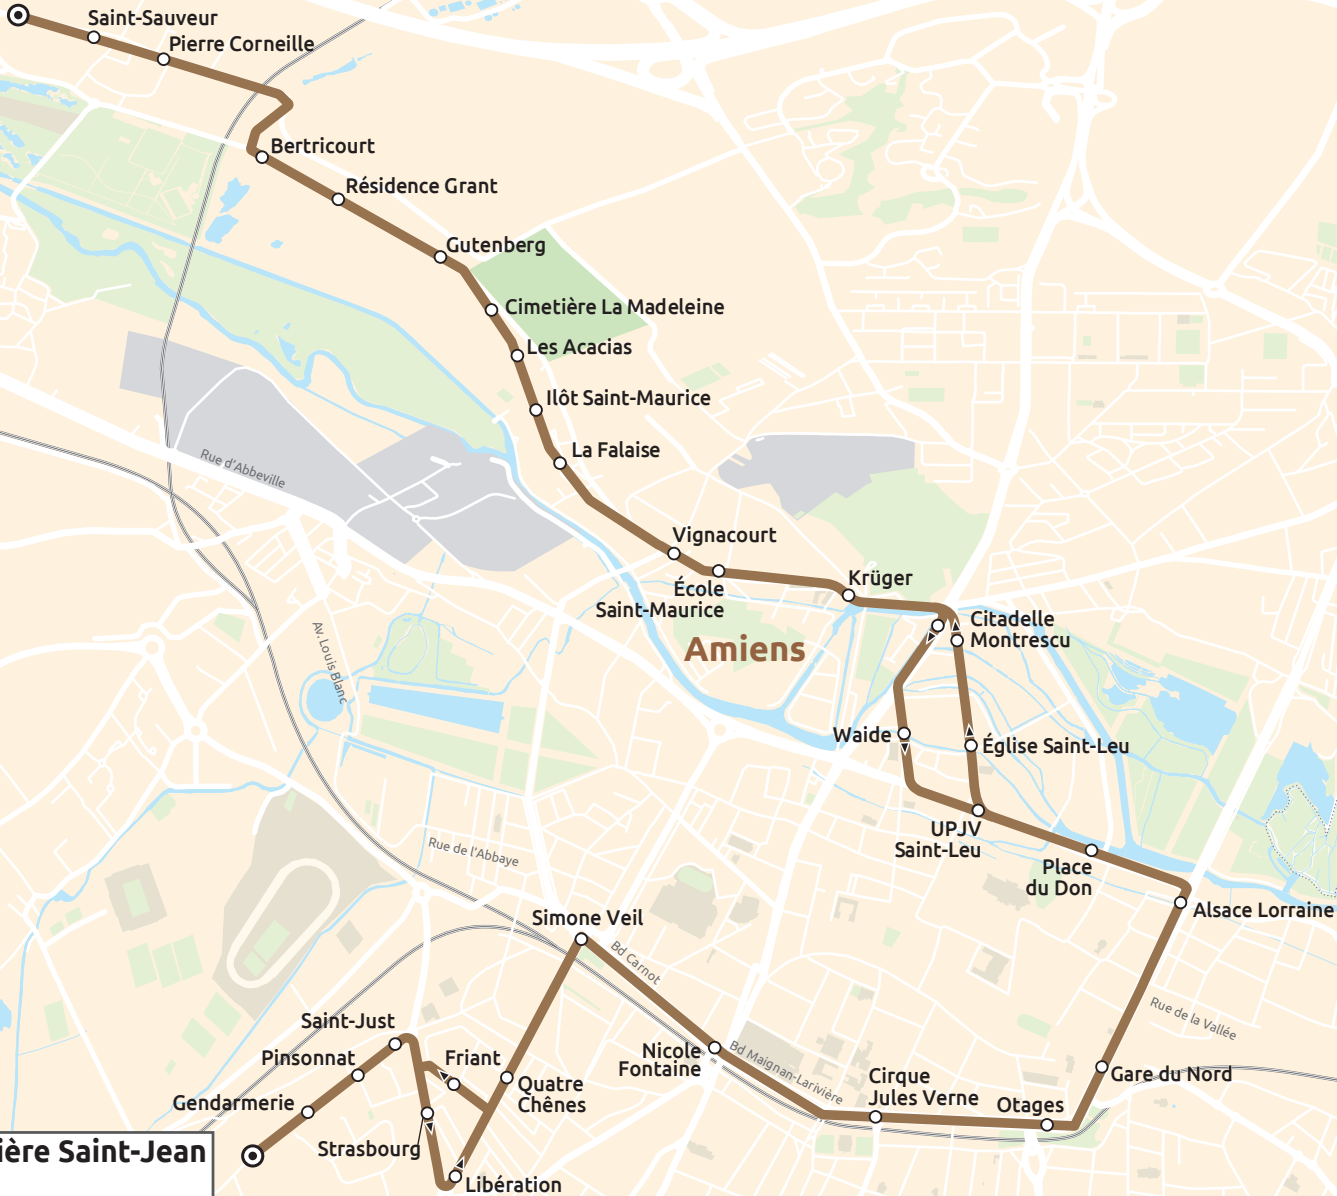 Saint-Sauveur
Pierre Corneille
Bertricourt
Résidence Grant
Gutenberg
Cimetière La Madeleine
Les Acacias
Ilôt Saint-Maurice
La Falaise
Rue d'Abbeville
Vignacourt
École
Saint-Maurice
Krüger
Citadelle
Montrescu
Amiens
Av. Louis Blanc
Waide
Église Saint-Leu
UPJV
Saint-Leu
Rue de l'Abbaye
Place
du Don
Alsace Lorraine
Simone Veil
Bd Carnot
Rue de la Vallée
Saint-Just
Pinsonnat
Friant
Nicole
Fontaine
Bd Maignan-Larivière
Quatre
Chênes
Cirque
Jules Verne
Otages
Gare du Nord
Gendarmerie
Strasbourg
ière Saint-Jean
Libération